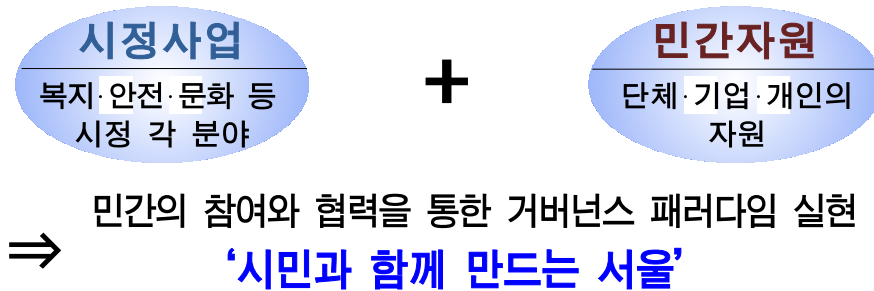 시정사업
복지·안전·문화 등
시정 각 분야
+
민간자원
단체·기업·개인의
자원
⇒
민간의 참여와 협력을 통한 거버넌스 패러다임 실현
‘시민과 함께 만드는 서울’